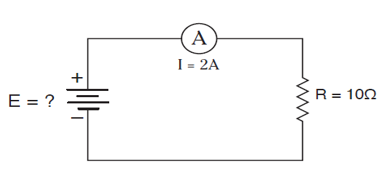 A
I = 2A
+
E = ?
−
R = 10Ω